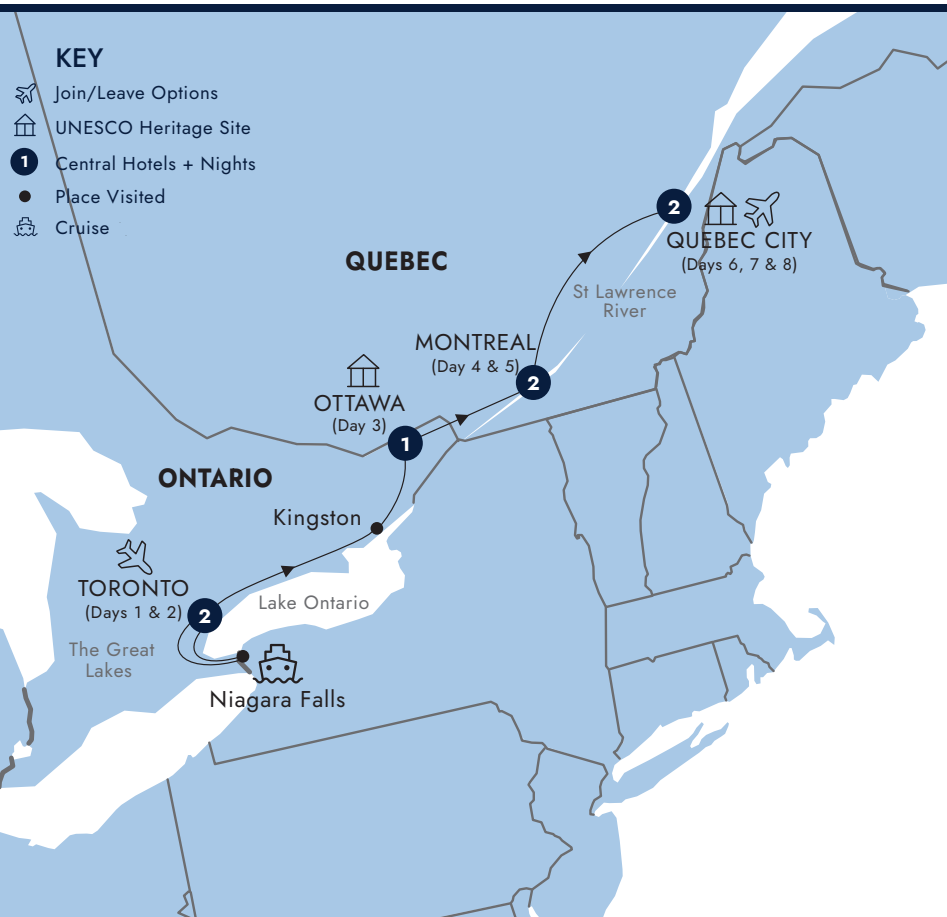 KEY
Join/Leave Options
UNESCO Heritage Site
1 Central Hotels + Nights
Place Visited
Cruise
QUEBEC
2
QUEBEC CITY
(Days 6, 7 & 8)
St Lawrence
River
MONTREAL
(Day 4 & 5)
2
OTTAWA
(Day 3)
1
ONTARIO
Kingston
TORONTO
(Days 1 & 2)
2
Lake Ontario
The Great
Lakes
Niagara Falls